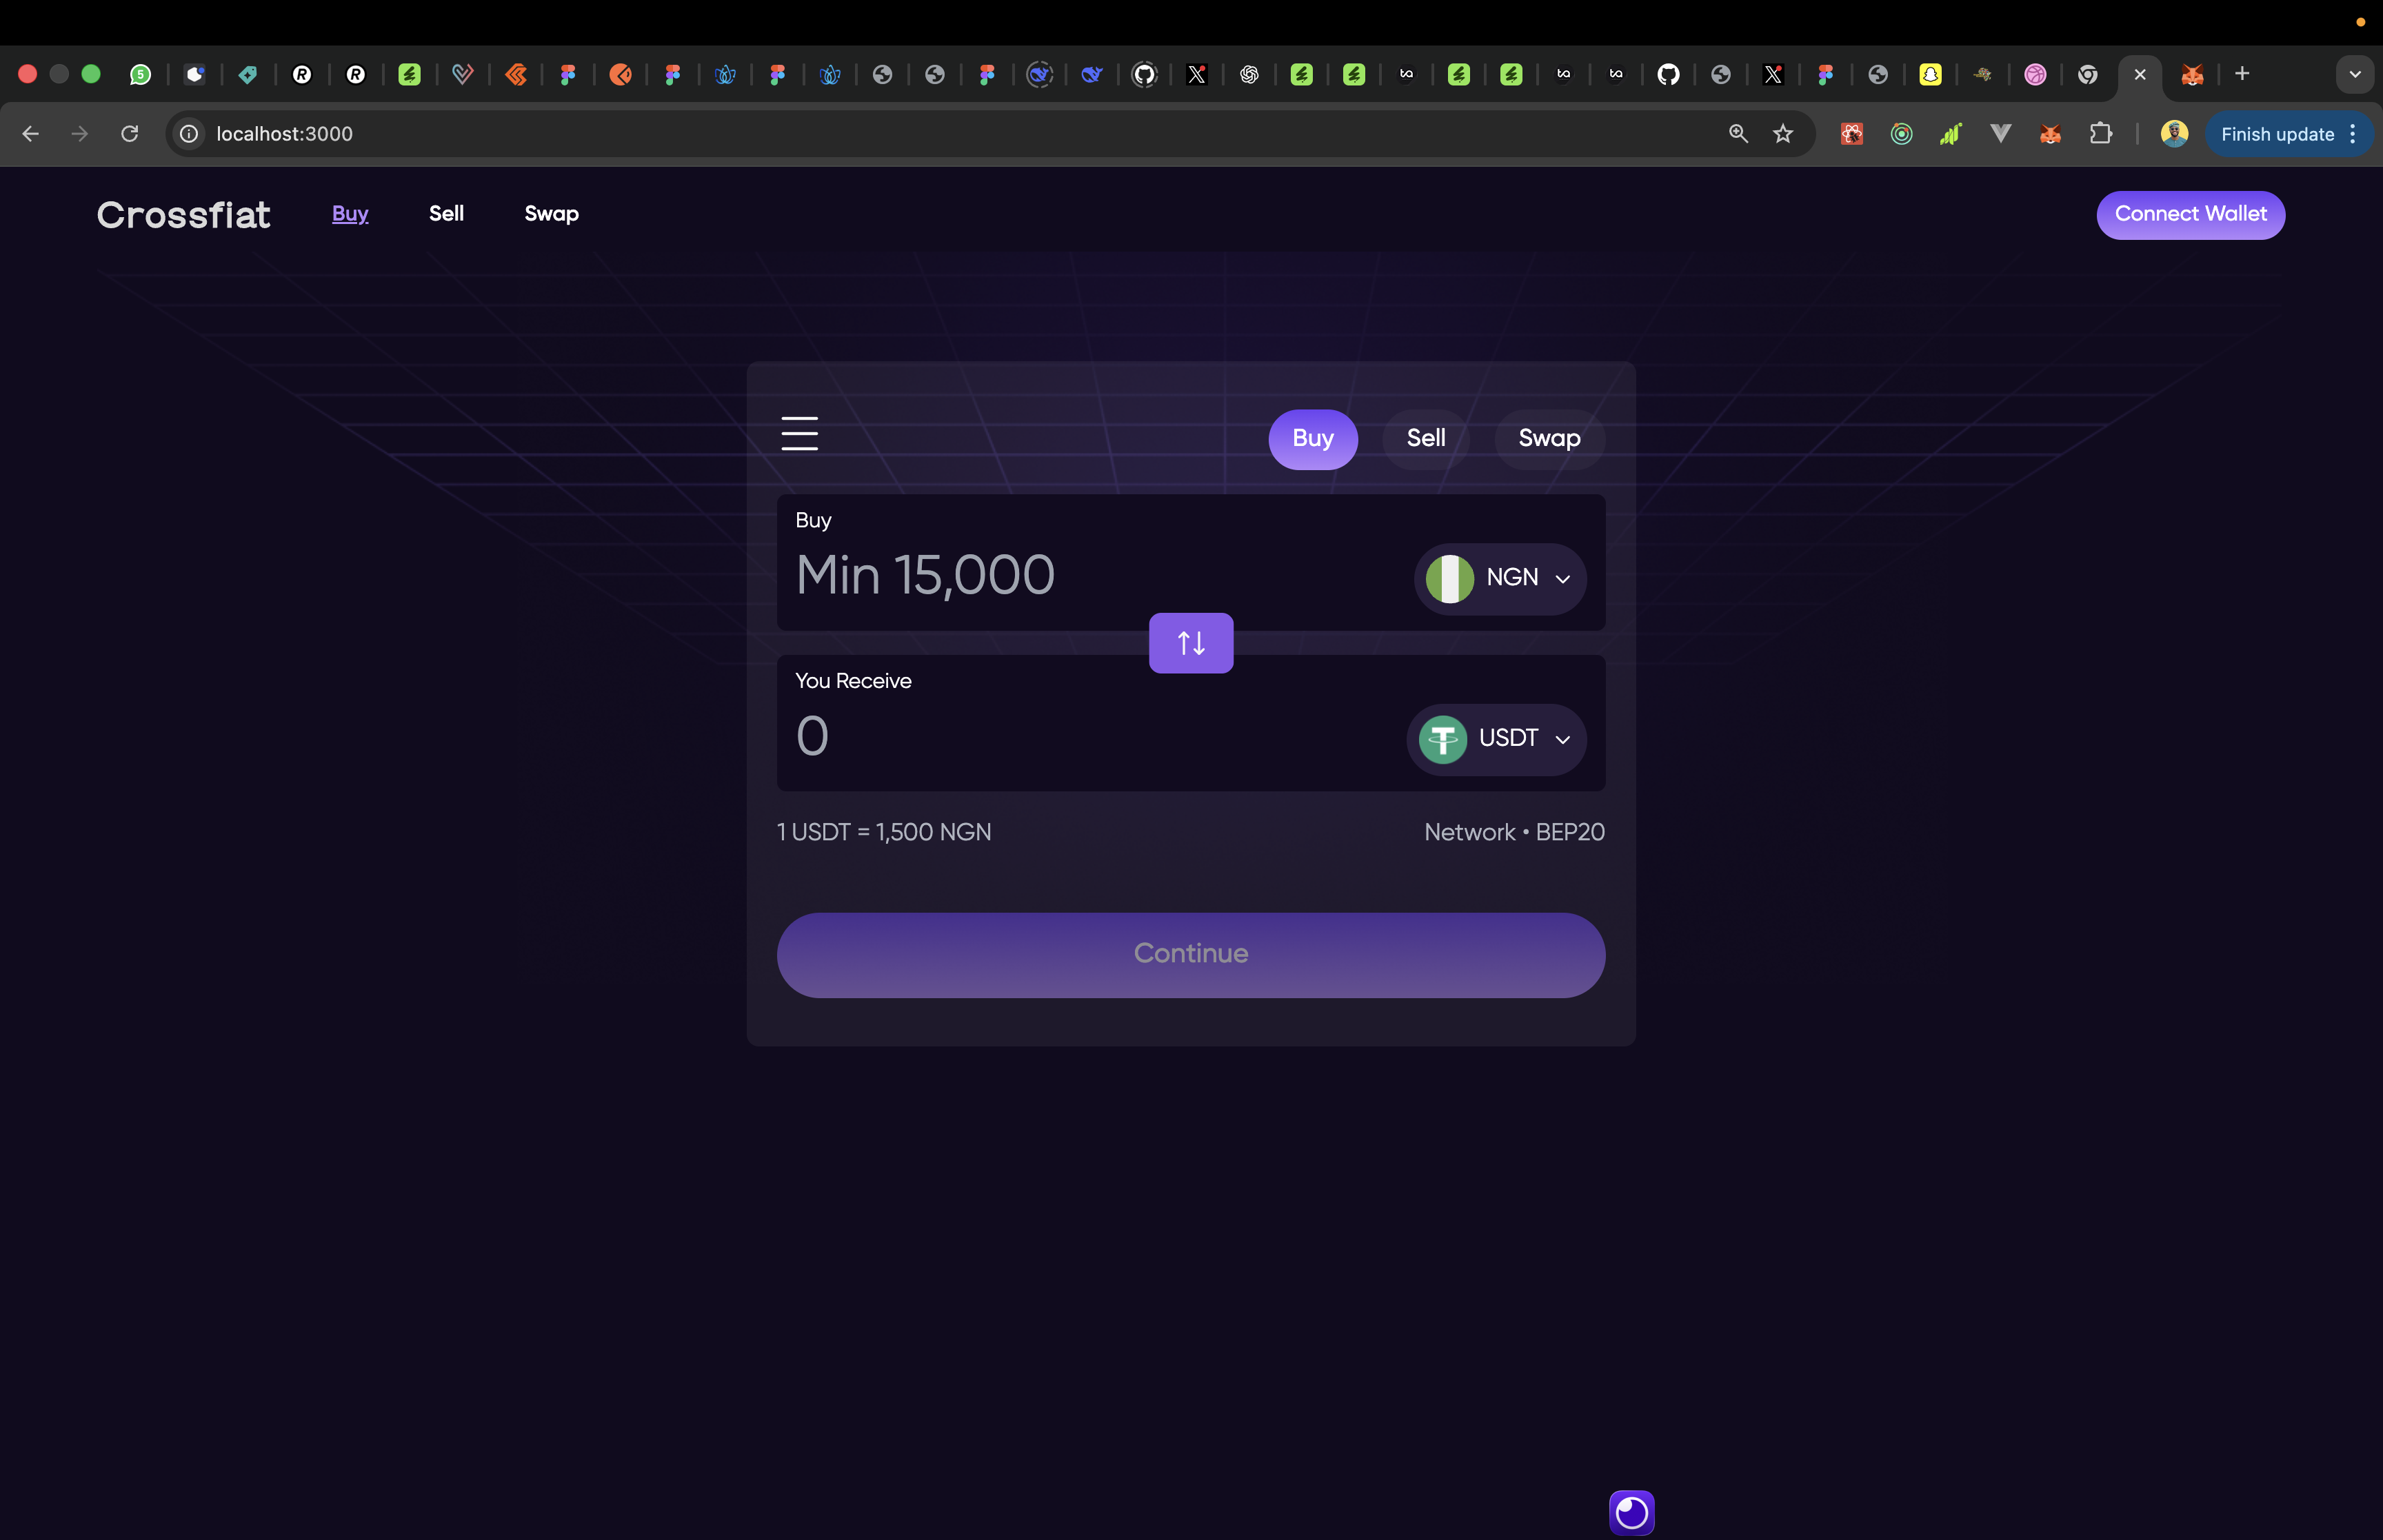 5
localhost:3000
Finish update
Crossfiat
Buy
Sell
Swap
Connect Wallet
Buy
Sell
Swap
Buy
Min 15,000
NGN
You Receive
0
USDT
1 USDT = 1,500 NGN
Network • BEP20
Continue